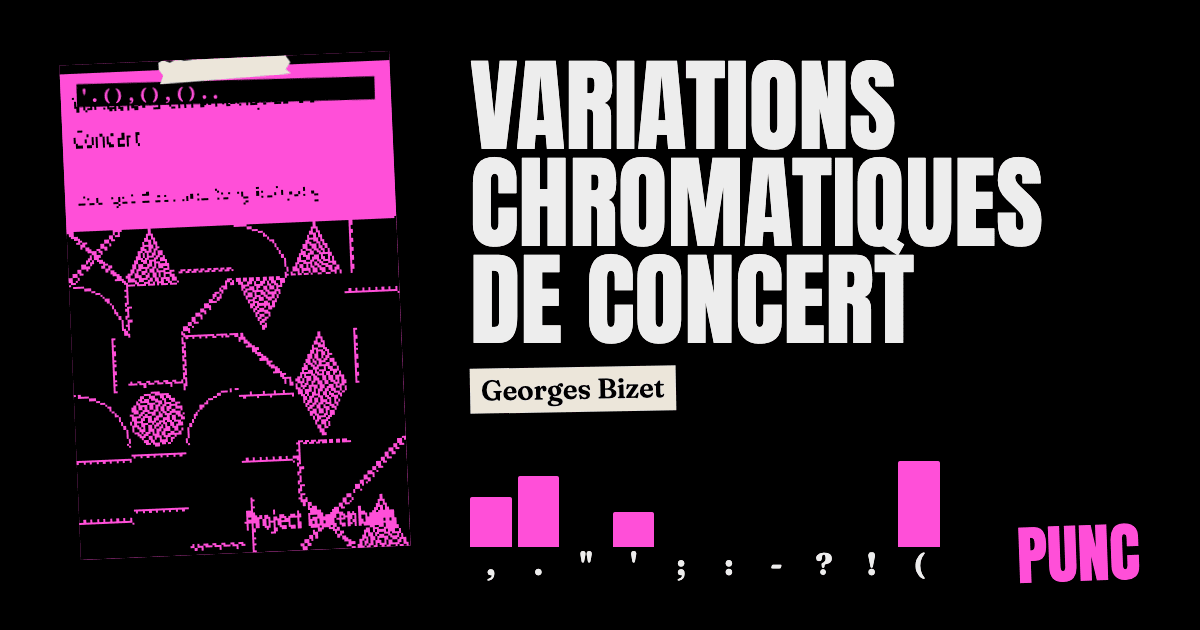 '.(),(),()..
Concert
Project Gutenberg
VARIATIONS
CHROMATIQUES
DE CONCERT
Georges Bizet
, . " ' ; : - ? ! (
PUNC